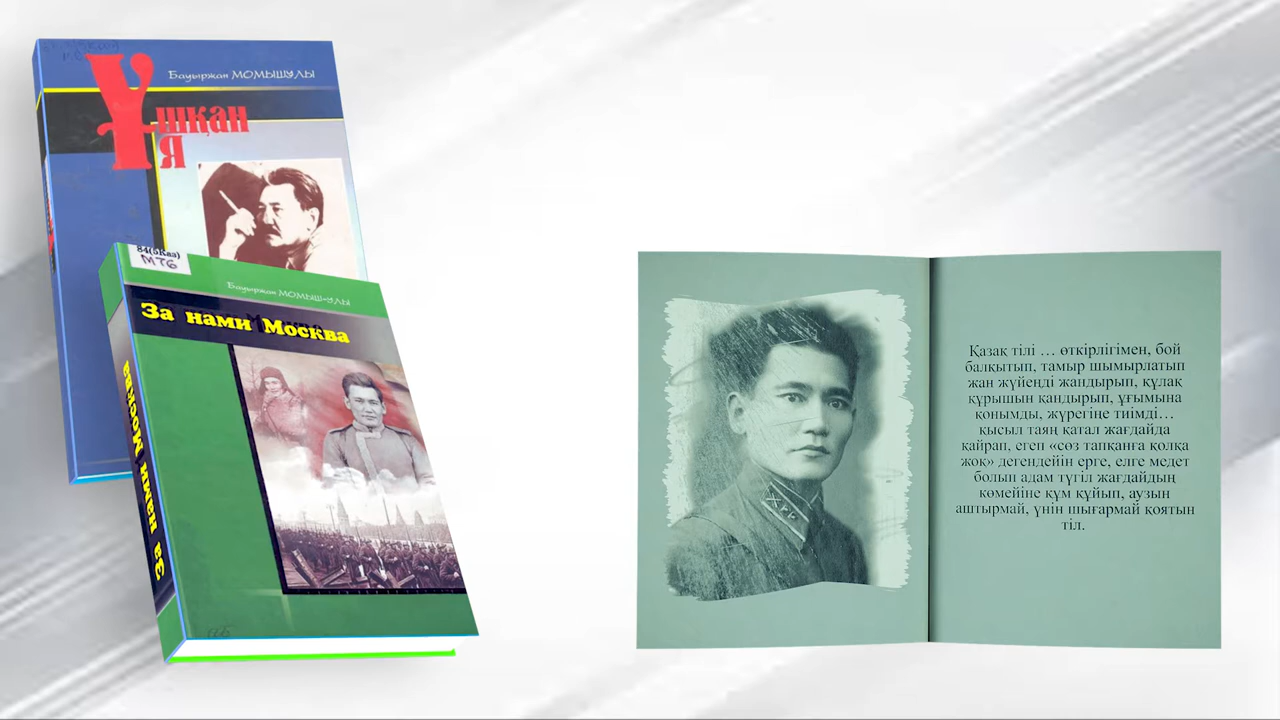 Бауыржан МОМЫШҰЛЫ
Ұшқан
Я
84(5Каз)
М76
Бауыржан МОМЫШ-ҰЛЫ
За нами Москва
За нами Москва
Қазақ тілі … өткірлігімен, бой
балқытып, тамыр шымырлатып
жан жүйеңді жандырып, құлақ
құрышын қандырып, ұғымына
қонымды, жүрегіңе тиімді…
қысыл таяң қатал жағдайда
қайрап, егеп «сөз тапқанға қолқа
жоқ» дегендейін ерге, елге медет
болып адам түгіл жағдайдың
көмейіне құм құйып, аузын
аштырмай, үнін шығармай қоятын
тіл.